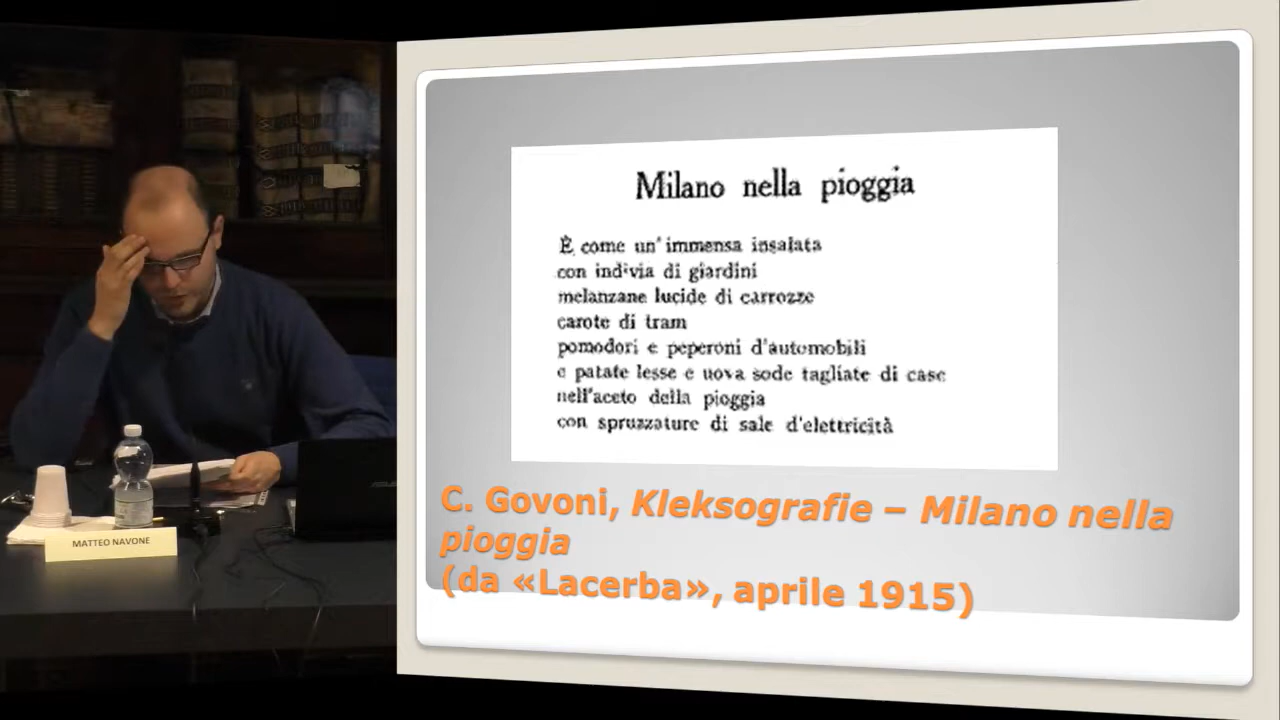 Milano nella pioggia
È come un'immensa insalata
con indivia di giardini
melanzane lucide di carrozze
carote di tram
pomodori e peperoni d'automobili
e patate lesse e uova sode tagliate di case
nell'aceto della pioggia
con spruzzature di sale d'elettricità
C. Govoni, Kleksografie – Milano nella
pioggia
(da «Lacerba», aprile 1915)
MATTEO NAVONE